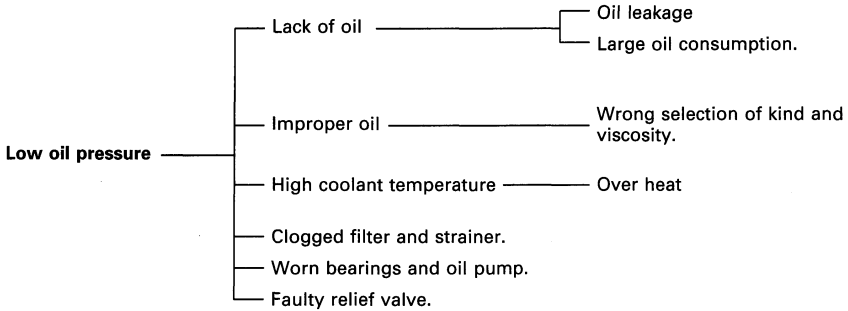 Oil leakage
Lack of oil
Large oil consumption.
Wrong selection of kind and
viscosity.
Improper oil
Low oil pressure
High coolant temperature
Over heat
Clogged filter and strainer.
Worn bearings and oil pump.
Faulty relief valve.